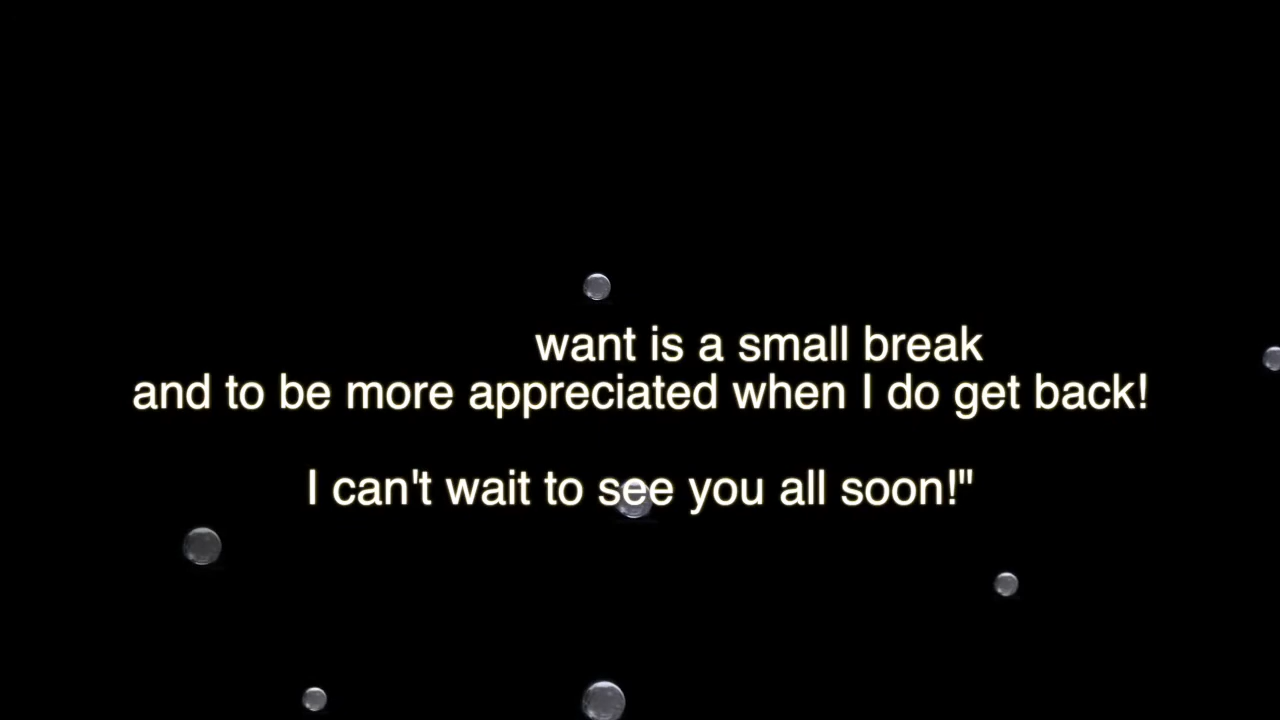 want is a small break
and to be more appreciated when I do get back!
I can't wait to see you all soon!"